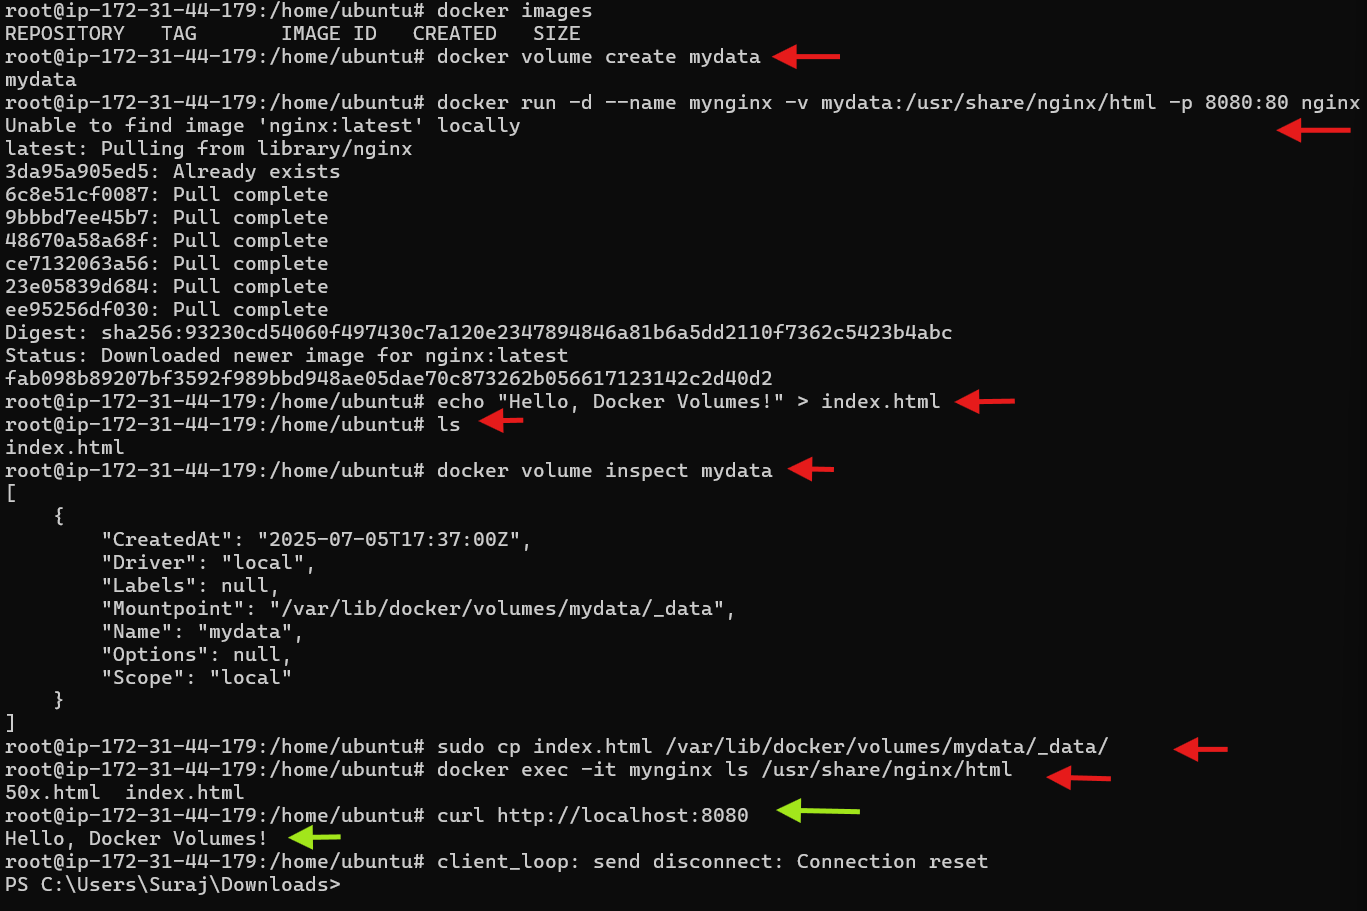 root@ip-172-31-44-179:/home/ubuntu# docker images
REPOSITORY   TAG       IMAGE ID   CREATED   SIZE
root@ip-172-31-44-179:/home/ubuntu# docker volume create mydata
mydata
root@ip-172-31-44-179:/home/ubuntu# docker run -d --name mynginx -v mydata:/usr/share/nginx/html -p 8080:80 nginx
Unable to find image 'nginx:latest' locally
latest: Pulling from library/nginx
3da95a905ed5: Already exists
6c8e51cf0087: Pull complete
9bbbd7ee45b7: Pull complete
48670a58a68f: Pull complete
ce7132063a56: Pull complete
23e05839d684: Pull complete
ee95256df030: Pull complete
Digest: sha256:93230cd54060f497430c7a120e2347894846a81b6a5dd2110f7362c5423b4abc
Status: Downloaded newer image for nginx:latest
fab098b89207bf3592f989bbd948ae05dae70c873262b056617123142c2d40d2
root@ip-172-31-44-179:/home/ubuntu# echo "Hello, Docker Volumes!" > index.html
root@ip-172-31-44-179:/home/ubuntu# ls
index.html
root@ip-172-31-44-179:/home/ubuntu# docker volume inspect mydata
[
    {
        "CreatedAt": "2025-07-05T17:37:00Z",
        "Driver": "local",
        "Labels": null,
        "Mountpoint": "/var/lib/docker/volumes/mydata/_data",
        "Name": "mydata",
        "Options": null,
        "Scope": "local"
    }
]
root@ip-172-31-44-179:/home/ubuntu# sudo cp index.html /var/lib/docker/volumes/mydata/_data/
root@ip-172-31-44-179:/home/ubuntu# docker exec -it mynginx ls /usr/share/nginx/html
50x.html  index.html
root@ip-172-31-44-179:/home/ubuntu# curl http://localhost:8080
Hello, Docker Volumes!
root@ip-172-31-44-179:/home/ubuntu# client_loop: send disconnect: Connection reset
PS C:\Users\Suraj\Downloads>